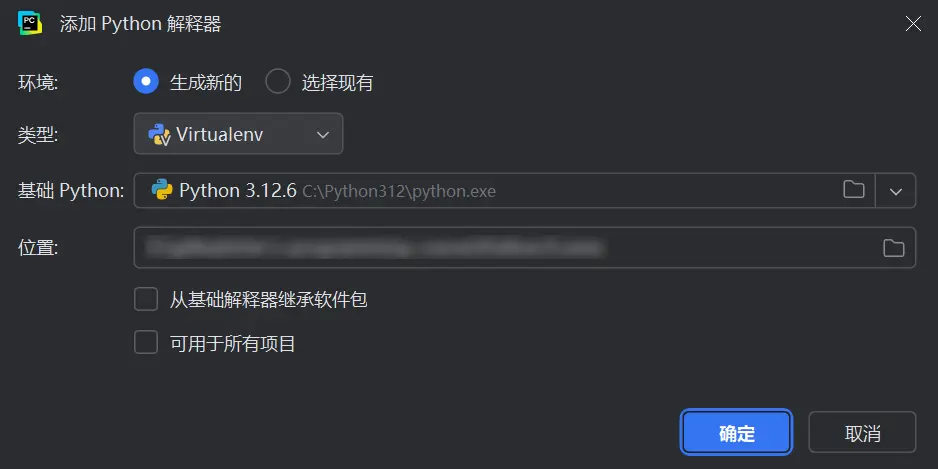 PC 添加 Python 解释器
环境: 生成新的 选择现有
类型: Virtualenv
基础 Python: Python 3.12.6 C:\Python312\python.exe
位置:
从基础解释器继承软件包
可用于所有项目
确定 取消